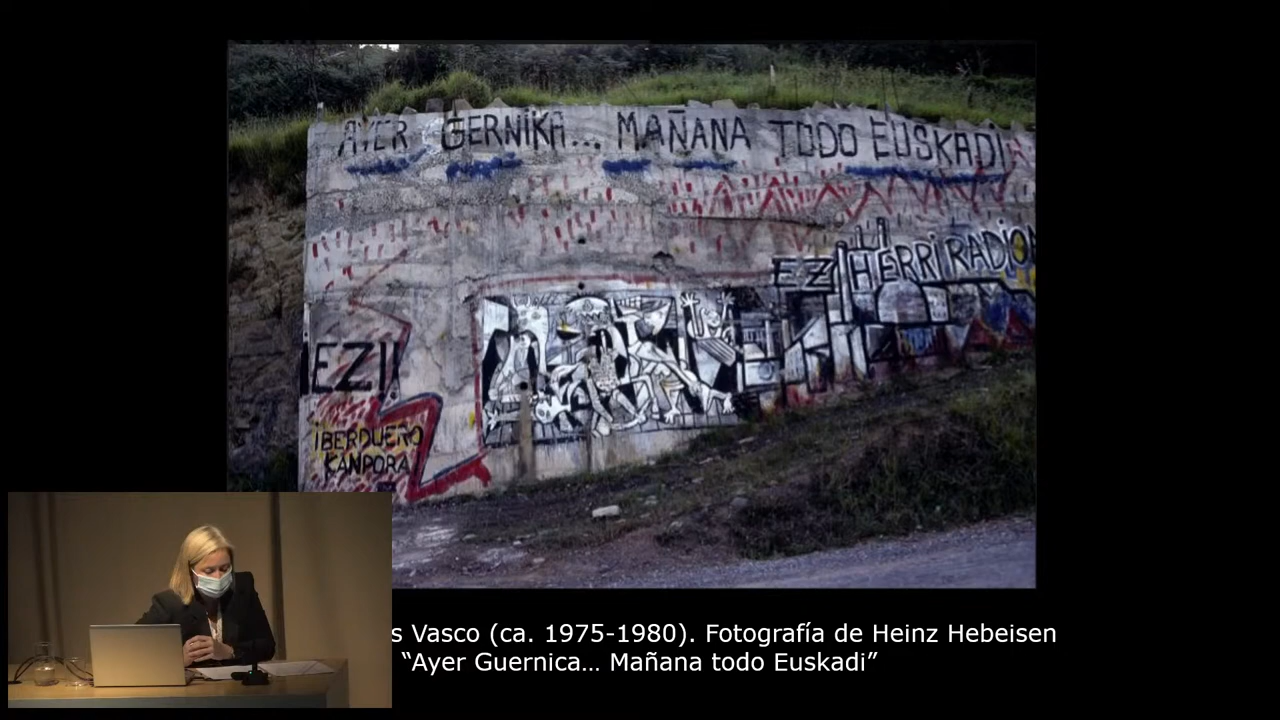 AYER GERNIKA... MAÑANA TODO EUSKADI
EZ HERRI RADIO
EZ!!
IBERDUERO
KANPORA
s Vasco (ca. 1975-1980). Fotografía de Heinz Hebeisen
“Ayer Guernica… Mañana todo Euskadi”